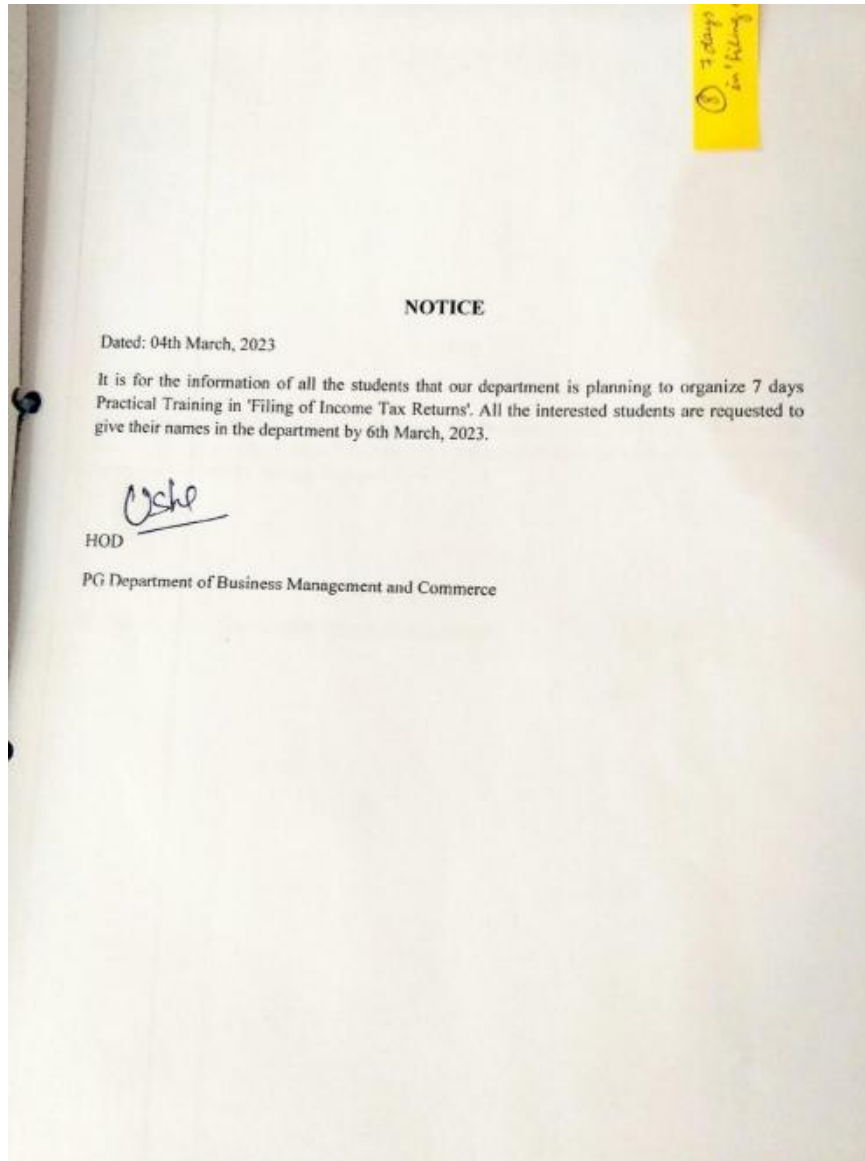 ⑧ 7 days
in 'Filing
NOTICE
Dated: 04th March, 2023
It is for the information of all the students that our department is planning to organize 7 days
Practical Training in 'Filing of Income Tax Returns'. All the interested students are requested to
give their names in the department by 6th March, 2023.
HOD
PG Department of Business Management and Commerce